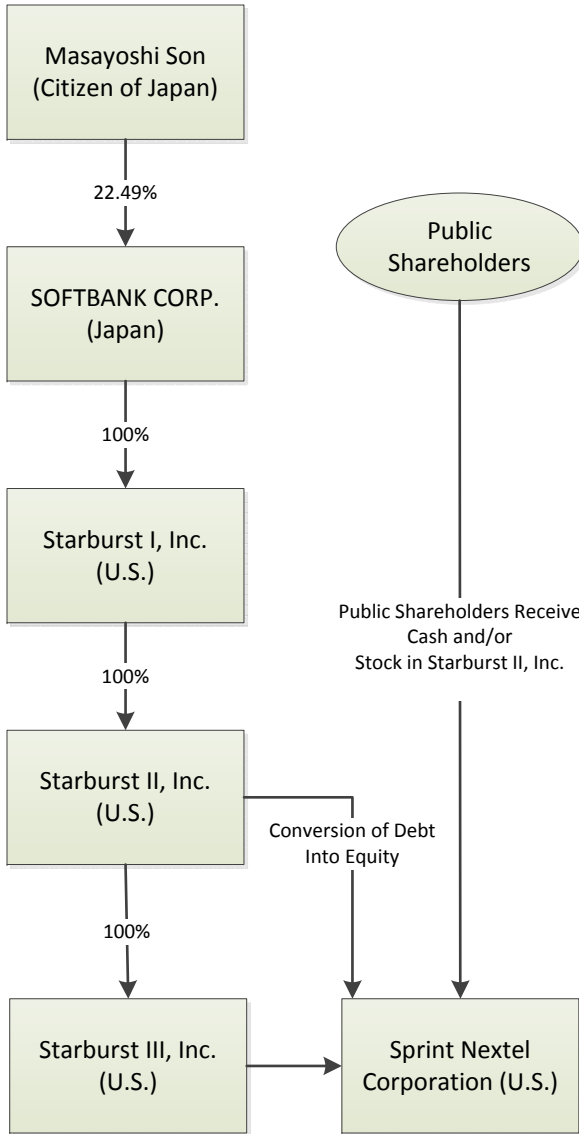 Masayoshi Son
(Citizen of Japan)
22.49%
Public
Shareholders
SOFTBANK CORP.
(Japan)
100%
Starburst I, Inc.
(U.S.)
Public Shareholders Receive
Cash and/or
Stock in Starburst II, Inc.
100%
Starburst II, Inc.
(U.S.)
Conversion of Debt
Into Equity
100%
Starburst III, Inc.
(U.S.)
Sprint Nextel
Corporation (U.S.)